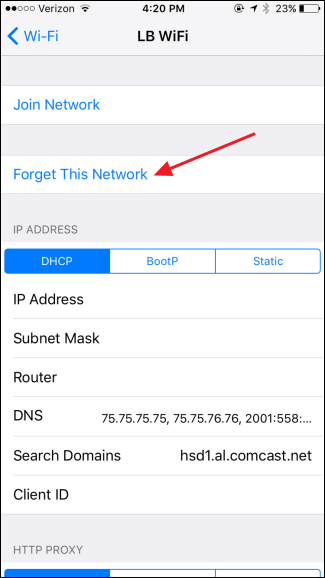 Verizon 4:20 PM 23%
Wi-Fi LB WiFi
Join Network
Forget This Network
IP ADDRESS
DHCP BootP Static
IP Address
Subnet Mask
Router
DNS 75.75.75.75, 75.75.76.76, 2001:558:...
Search Domains hsd1.al.comcast.net
Client ID
HTTP PROXY